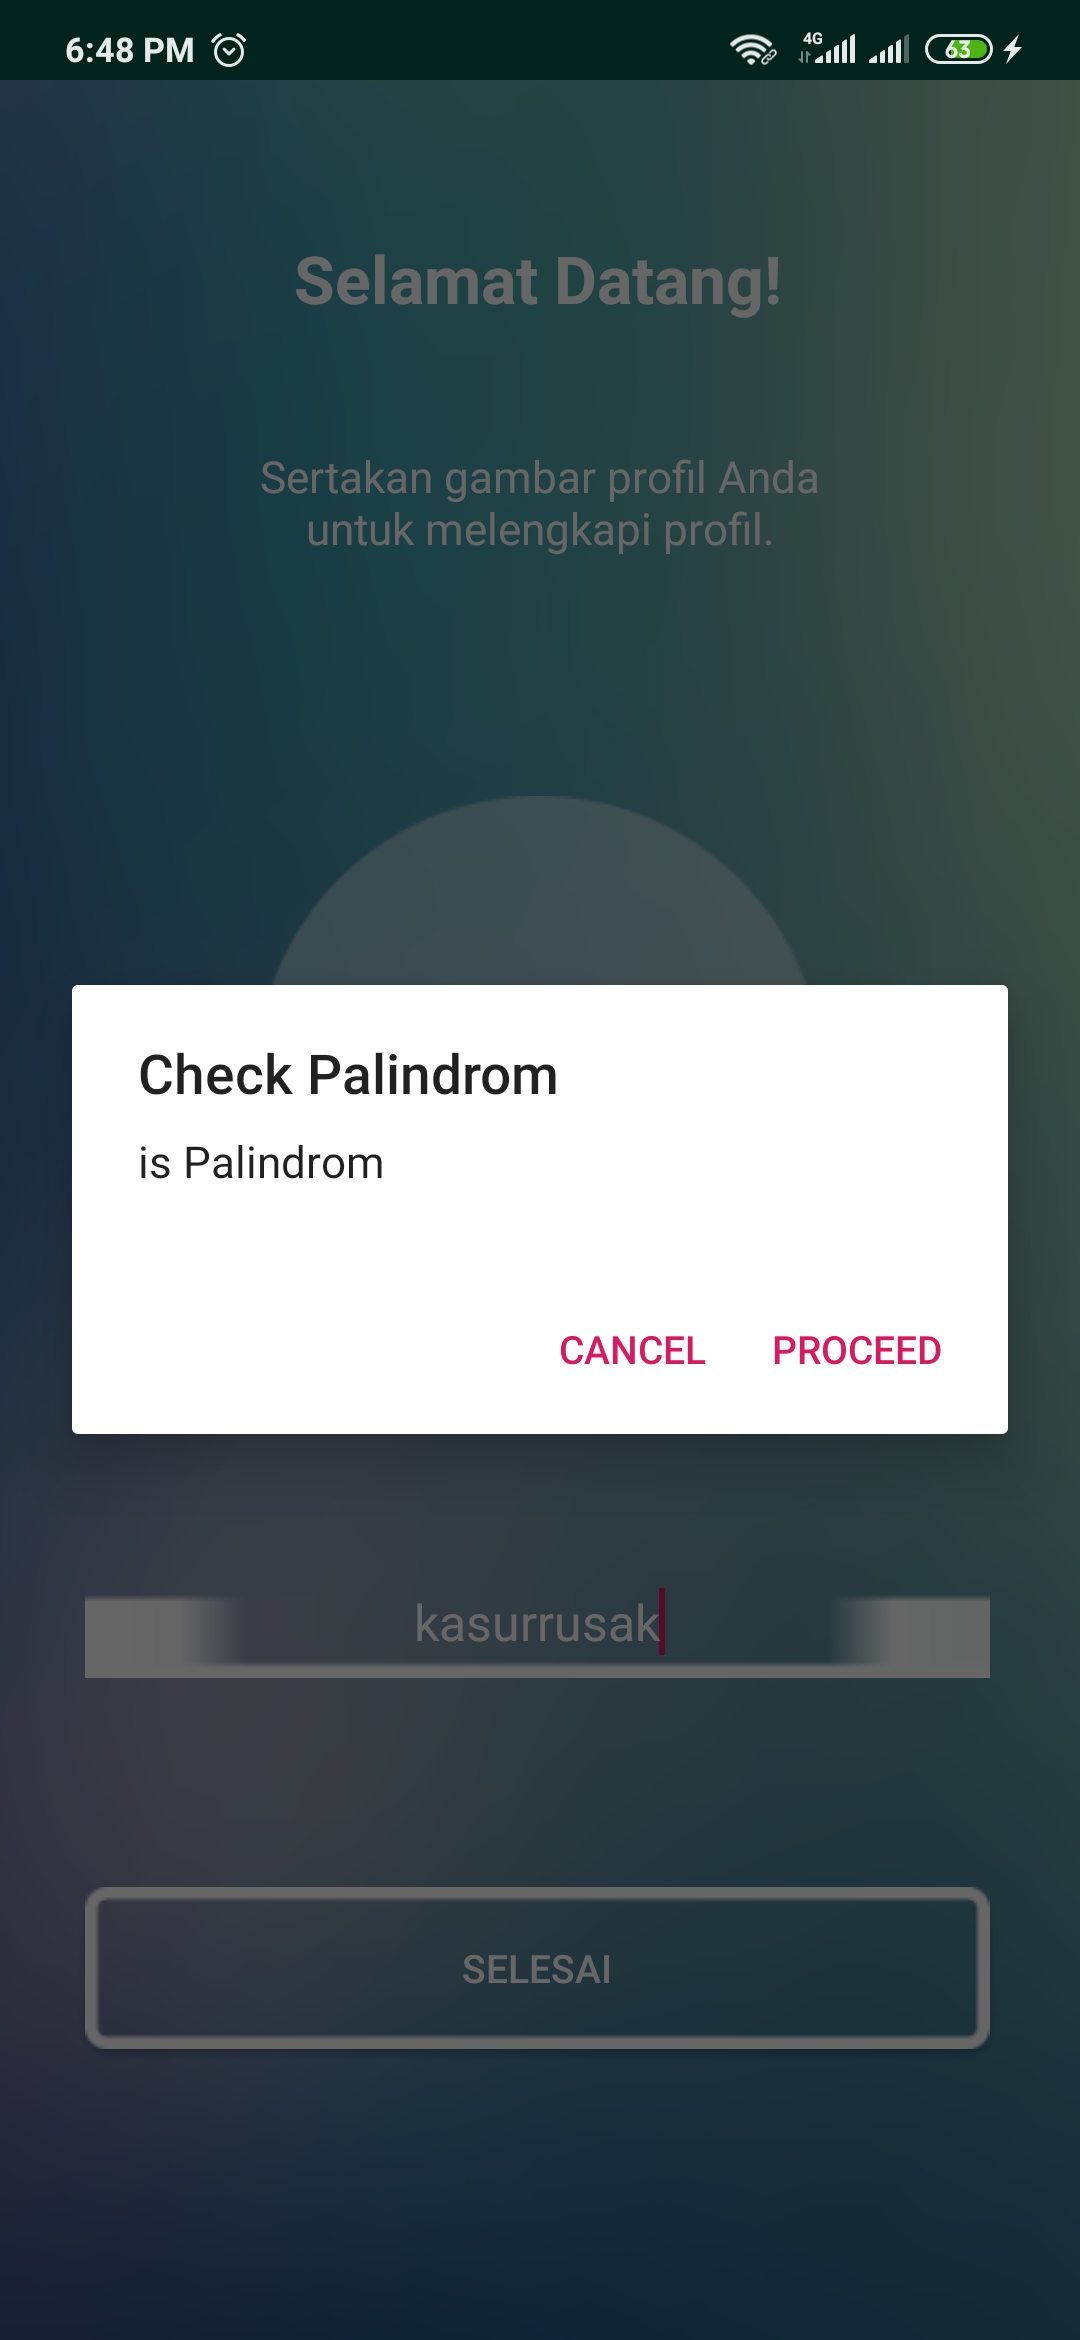 6:48 PM
4G
63
Selamat Datang!
Sertakan gambar profil Anda
untuk melengkapi profil.
Check Palindrom
is Palindrom
CANCEL PROCEED
kasurrusak
SELESAI